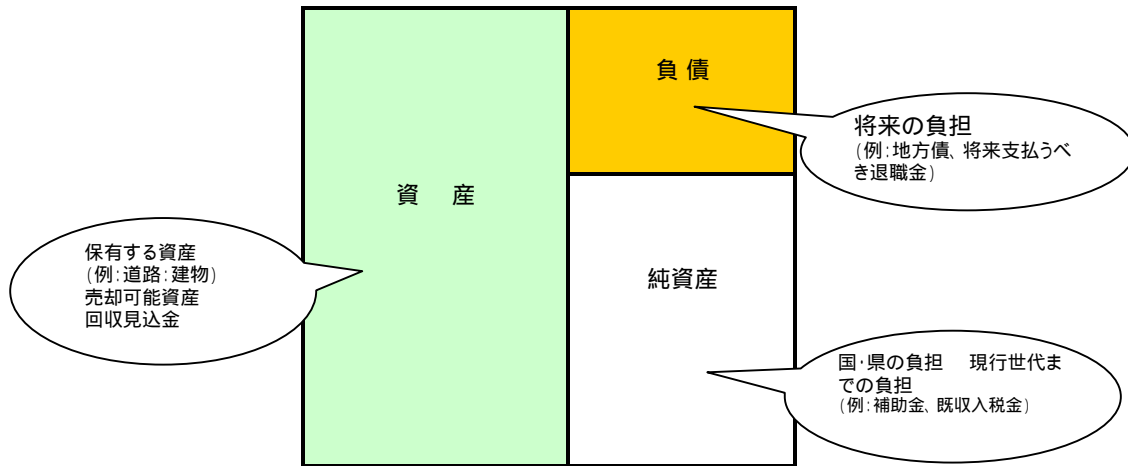 負 債
将来の負担
(例:地方債、将来支払うべ
き退職金)
資　産
保有する資産
(例:道路:建物)
売却可能資産
回収見込金
純資産
国・県の負担　現行世代ま
での負担
(例:補助金、既収入税金)